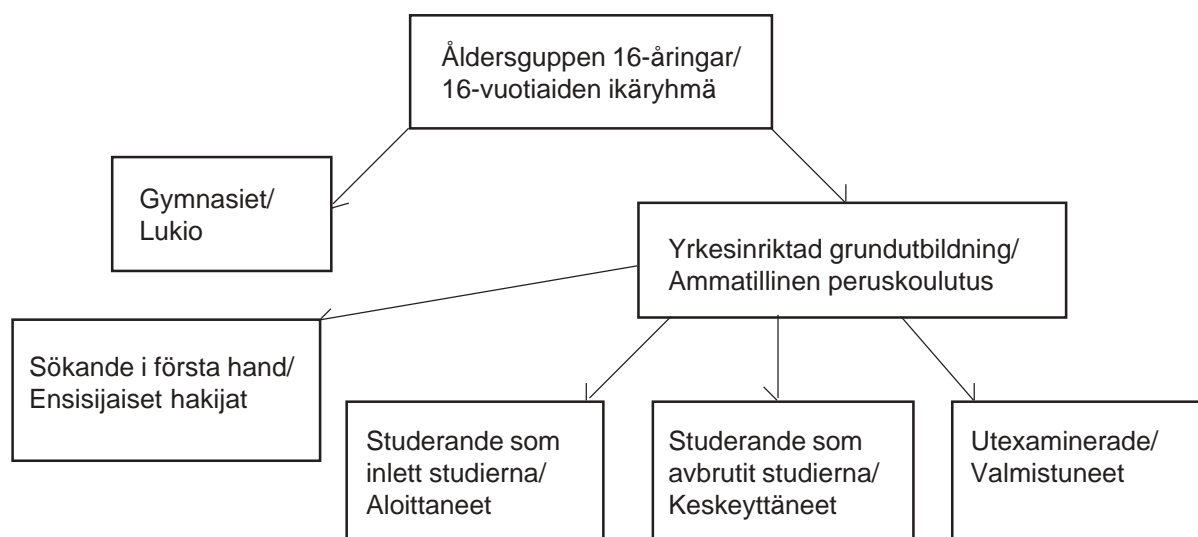 Åldersguppen 16-åringar/
16-vuotiaiden ikäryhmä
Gymnasiet/
Lukio
Yrkesinriktad grundutbildning/
Ammatillinen peruskoulutus
Sökande i första hand/
Ensisijaiset hakijat
Studerande som
inlett studierna/
Aloittaneet
Studerande som
avbrutit studierna/
Keskeyttäneet
Utexaminerade/
Valmistuneet